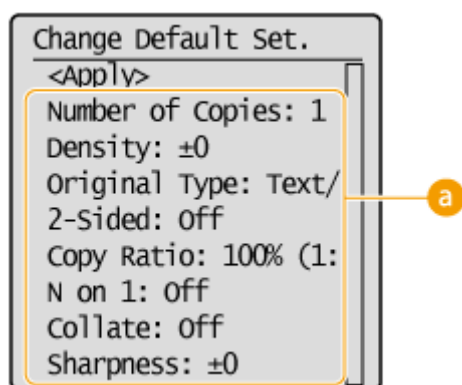 Change Default Set.
<Apply>
Number of Copies: 1
Density: ±0
Original Type: Text/
2-Sided: Off
Copy Ratio: 100% (1:
N on 1: Off
Collate: Off
Sharpness: ±0
a